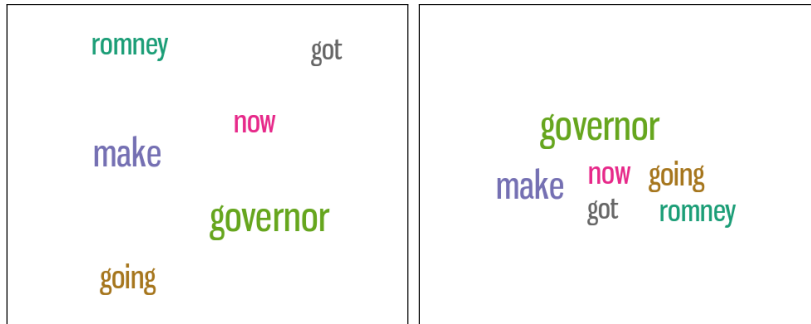 romney
got
now
make
governor
going
governor
make now going
got romney